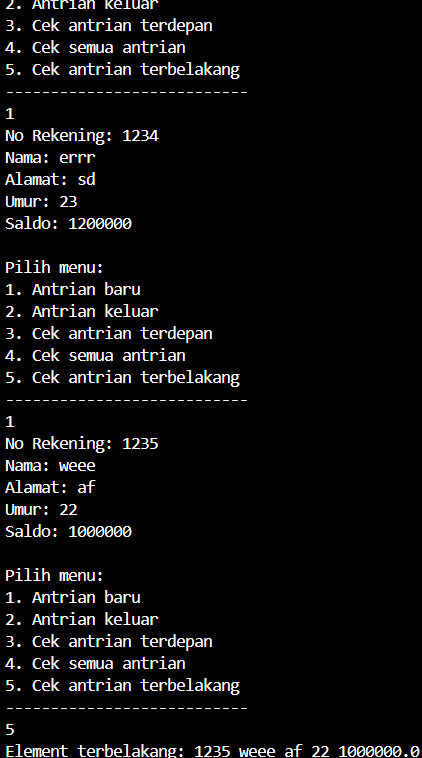 2. Antrian keluar
3. Cek antrian terdepan
4. Cek semua antrian
5. Cek antrian terbelakang
---------------------------
1
No Rekening: 1234
Nama: errr
Alamat: sd
Umur: 23
Saldo: 1200000

Pilih menu:
1. Antrian baru
2. Antrian keluar
3. Cek antrian terdepan
4. Cek semua antrian
5. Cek antrian terbelakang
---------------------------
1
No Rekening: 1235
Nama: weee
Alamat: af
Umur: 22
Saldo: 1000000

Pilih menu:
1. Antrian baru
2. Antrian keluar
3. Cek antrian terdepan
4. Cek semua antrian
5. Cek antrian terbelakang
---------------------------
5
Element terbelakang: 1235 weee af 22 1000000.0